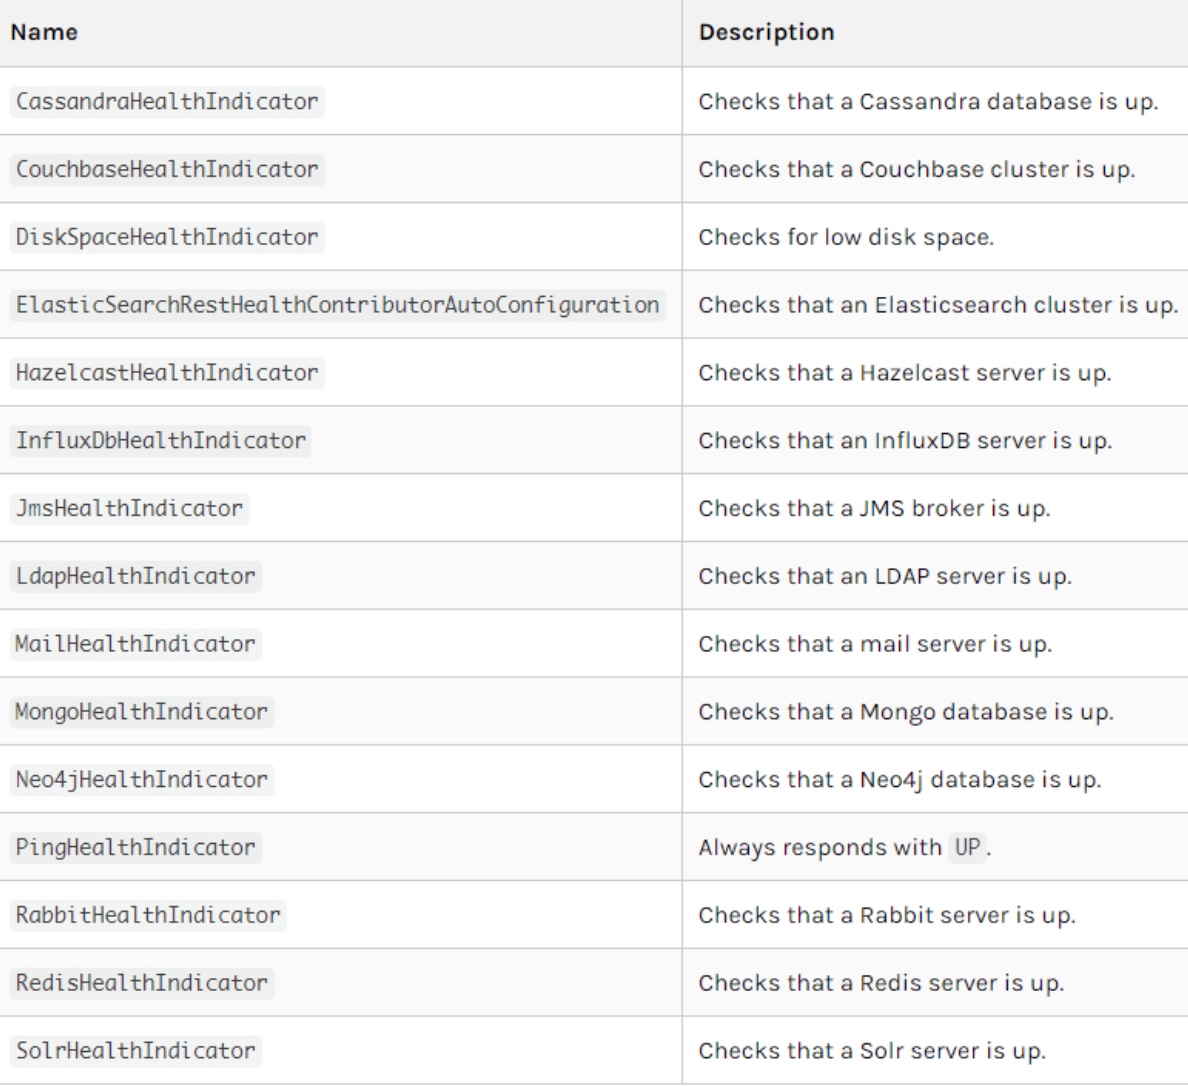 Name Description
CassandraHealthIndicator Checks that a Cassandra database is up.
CouchbaseHealthIndicator Checks that a Couchbase cluster is up.
DiskSpaceHealthIndicator Checks for low disk space.
ElasticSearchRestHealthContributorAutoConfiguration Checks that an Elasticsearch cluster is up.
HazelcastHealthIndicator Checks that a Hazelcast server is up.
InfluxDbHealthIndicator Checks that an InfluxDB server is up.
JmsHealthIndicator Checks that a JMS broker is up.
LdapHealthIndicator Checks that an LDAP server is up.
MailHealthIndicator Checks that a mail server is up.
MongoHealthIndicator Checks that a Mongo database is up.
Neo4jHealthIndicator Checks that a Neo4j database is up.
PingHealthIndicator Always responds with UP.
RabbitHealthIndicator Checks that a Rabbit server is up.
RedisHealthIndicator Checks that a Redis server is up.
SolrHealthIndicator Checks that a Solr server is up.